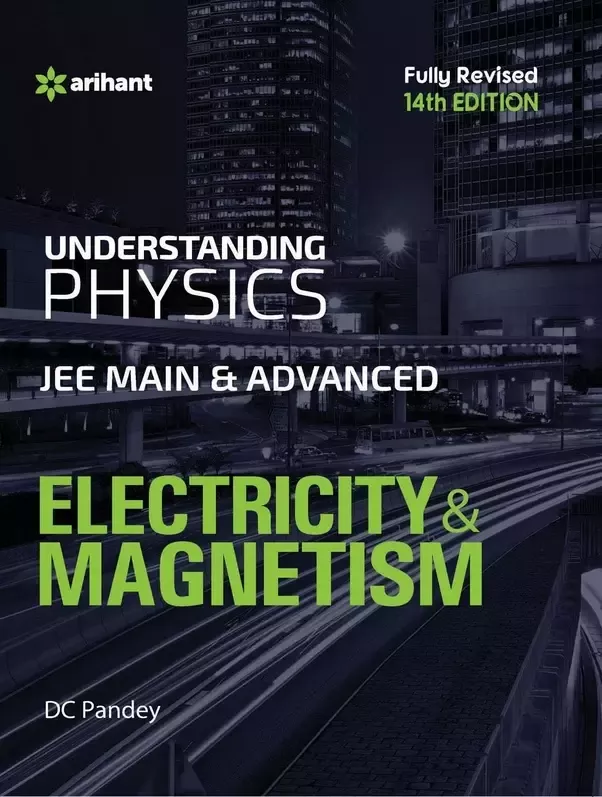 arihant
Fully Revised
14th EDITION
UNDERSTANDING
PHYSICS
JEE MAIN & ADVANCED
ELECTRICITY &
MAGNETISM
DC Pandey